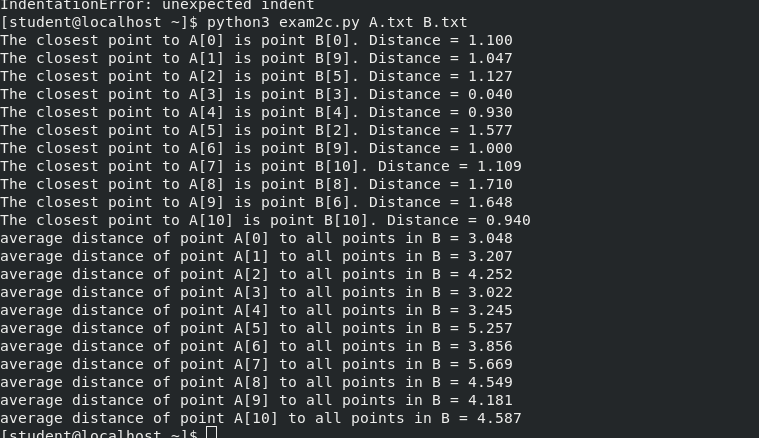 IndentationError: unexpected indent
[student@localhost ~]$ python3 exam2c.py A.txt B.txt
The closest point to A[0] is point B[0]. Distance = 1.100
The closest point to A[1] is point B[9]. Distance = 1.047
The closest point to A[2] is point B[5]. Distance = 1.127
The closest point to A[3] is point B[3]. Distance = 0.040
The closest point to A[4] is point B[4]. Distance = 0.930
The closest point to A[5] is point B[2]. Distance = 1.577
The closest point to A[6] is point B[9]. Distance = 1.000
The closest point to A[7] is point B[10]. Distance = 1.109
The closest point to A[8] is point B[8]. Distance = 1.710
The closest point to A[9] is point B[6]. Distance = 1.648
The closest point to A[10] is point B[10]. Distance = 0.940
average distance of point A[0] to all points in B = 3.048
average distance of point A[1] to all points in B = 3.207
average distance of point A[2] to all points in B = 4.252
average distance of point A[3] to all points in B = 3.022
average distance of point A[4] to all points in B = 3.245
average distance of point A[5] to all points in B = 5.257
average distance of point A[6] to all points in B = 3.856
average distance of point A[7] to all points in B = 5.669
average distance of point A[8] to all points in B = 4.549
average distance of point A[9] to all points in B = 4.181
average distance of point A[10] to all points in B = 4.587
[student@localhost ~]$